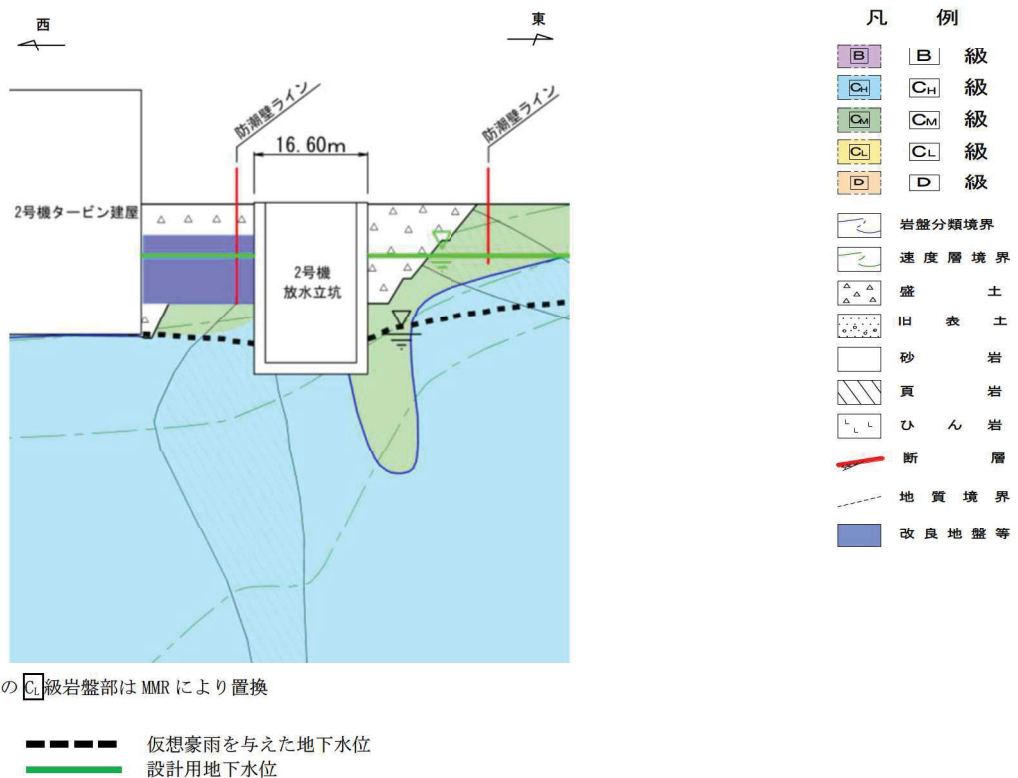 西
東
防潮壁ライン
防潮壁ライン
16.60m
2号機タービン建屋
2号機
放水立坑
の CL級岩盤部は MMR により置換
仮想豪雨を与えた地下水位
設計用地下水位
凡 例
B B 級
CH CH 級
CM CM 級
CL CL 級
D D 級
岩盤分類境界
速度層境界
盛土
旧表土
砂岩
頁岩
ひん岩
断層
地質境界
改良地盤等